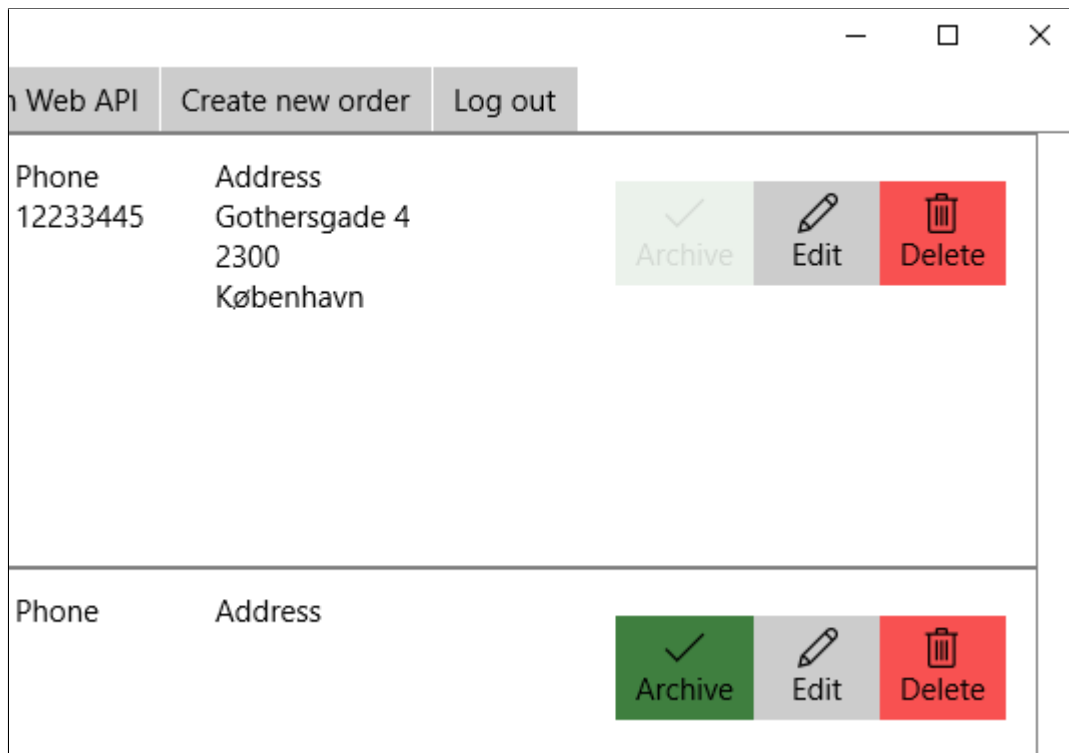 Web API Create new order Log out
Phone Address
12233445 Gothersgade 4
2300
København
Archive Edit Delete
Phone Address
Archive Edit Delete